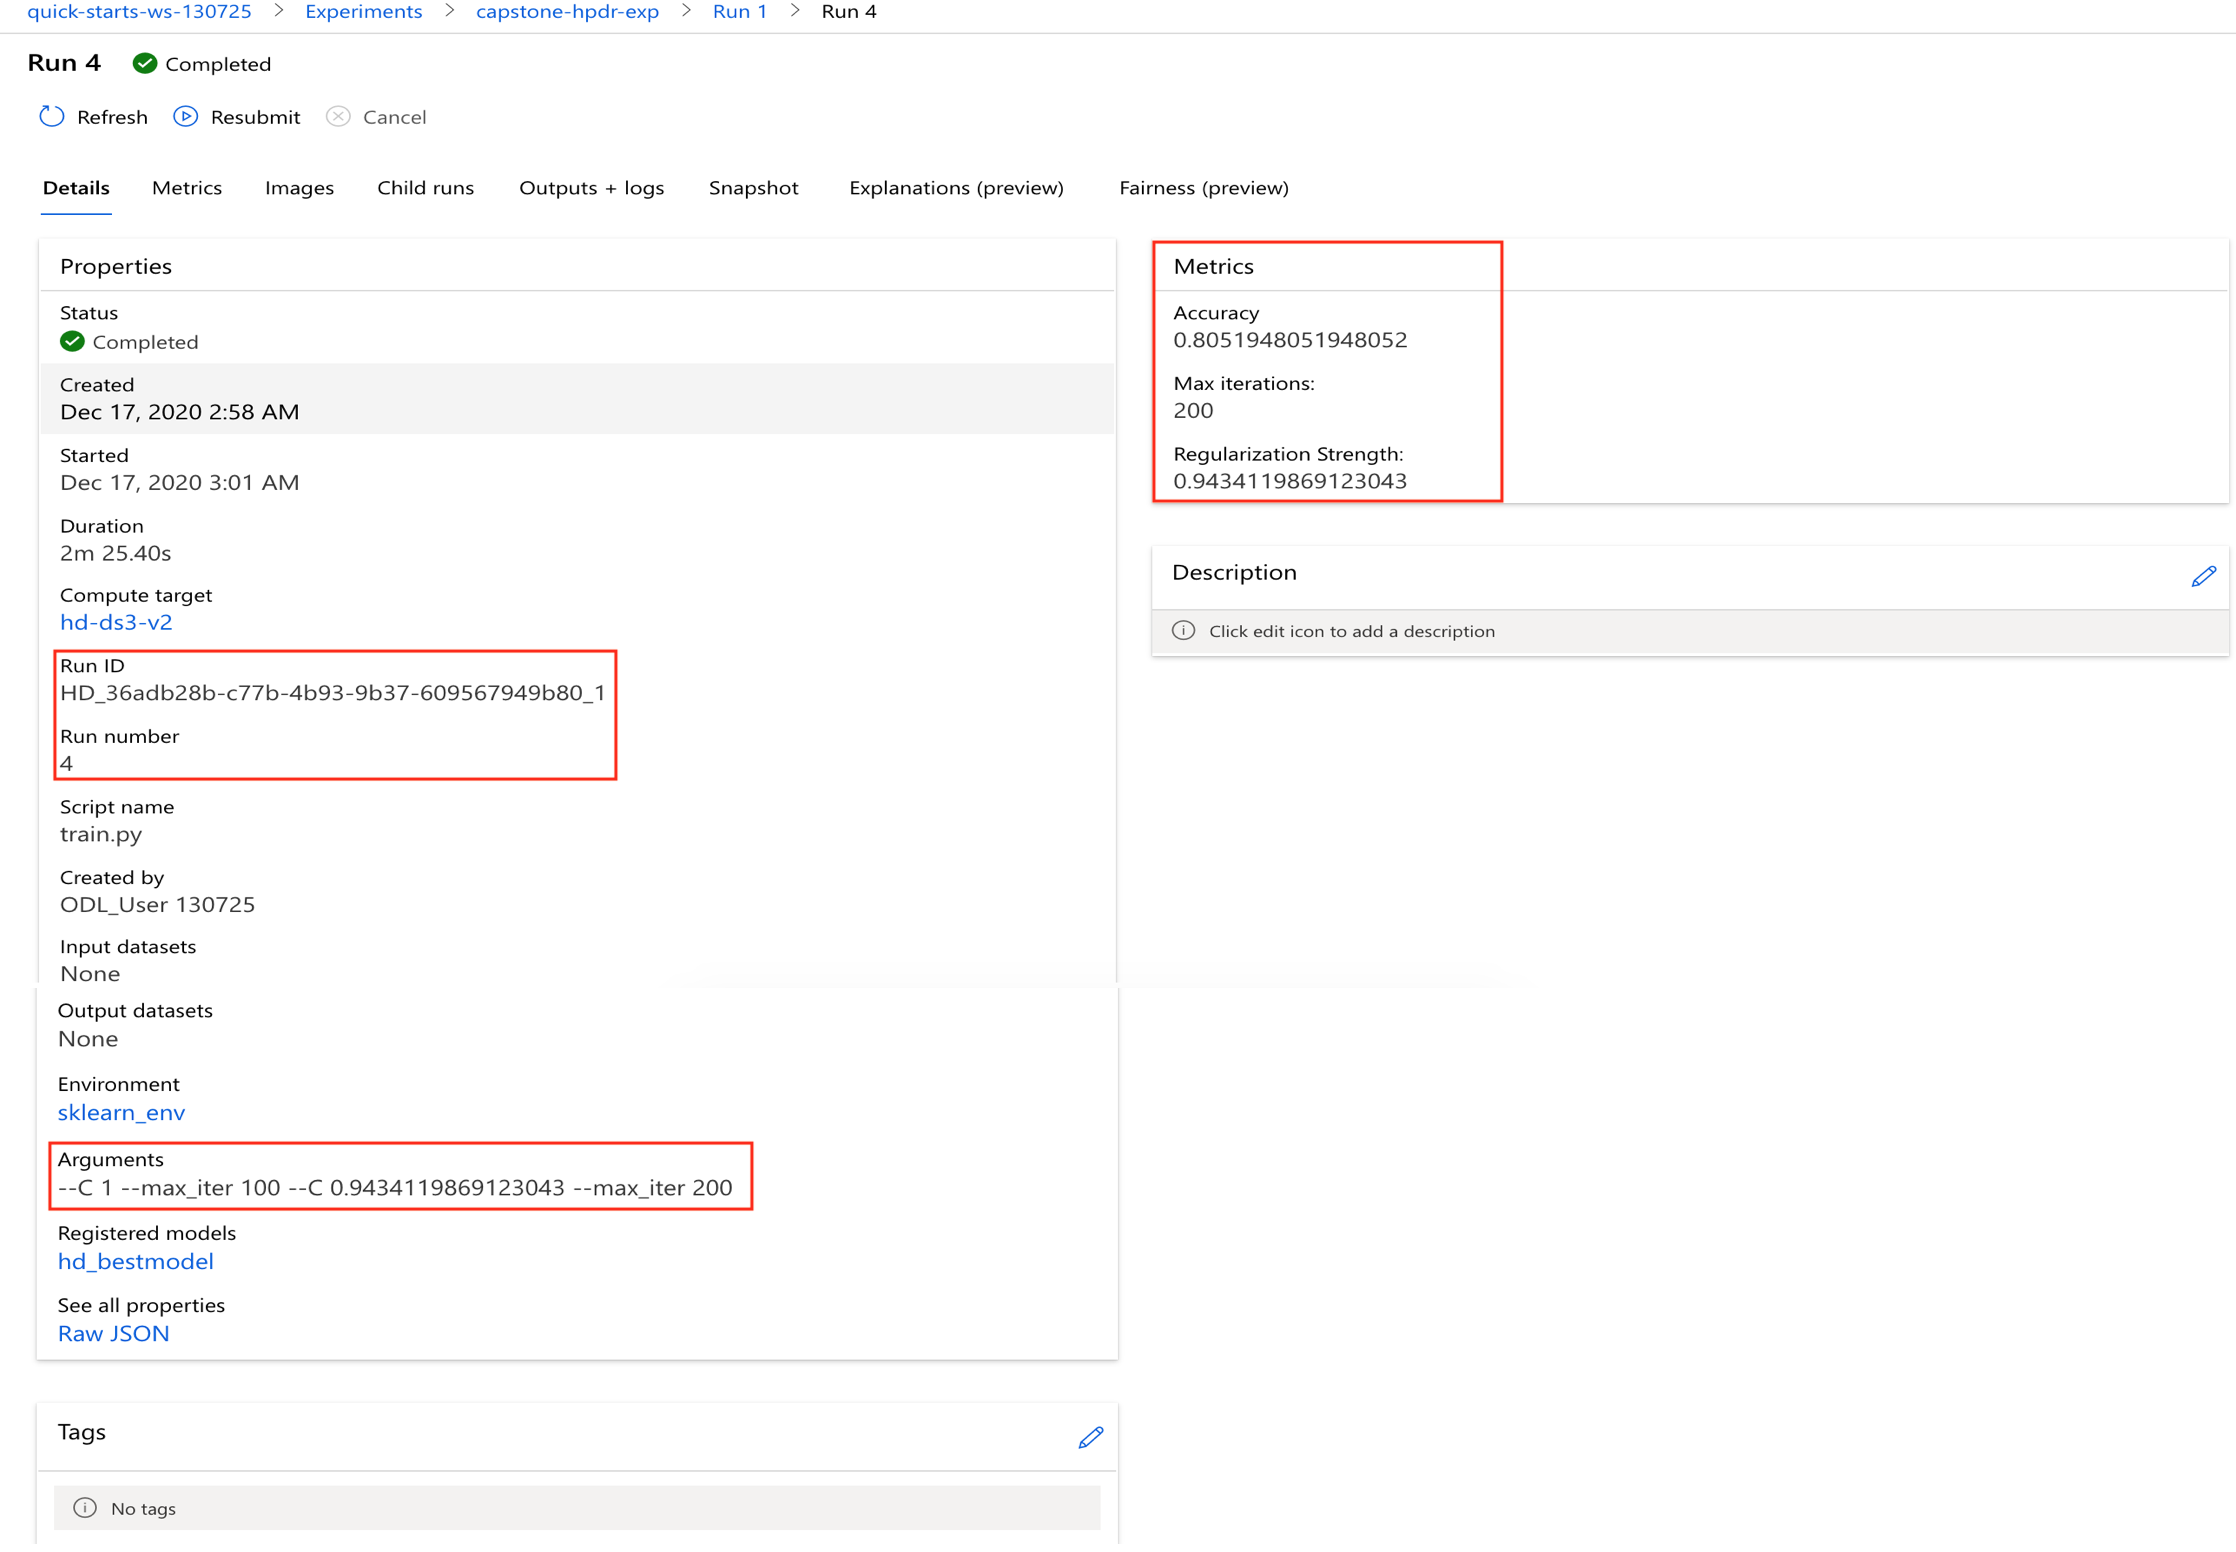 quick-starts-ws-130725 > Experiments > capstone-hpdr-exp > Run 1 > Run 4
Run 4 Completed
Refresh Resubmit Cancel
Details Metrics Images Child runs Outputs + logs Snapshot Explanations (preview) Fairness (preview)
Properties
Status
Completed
Created
Dec 17, 2020 2:58 AM
Started
Dec 17, 2020 3:01 AM
Duration
2m 25.40s
Compute target
hd-ds3-v2
Run ID
HD_36adb28b-c77b-4b93-9b37-609567949b80_1
Run number
4
Script name
train.py
Created by
ODL_User 130725
Input datasets
None
Output datasets
None
Environment
sklearn_env
Arguments
--C 1 --max_iter 100 --C 0.9434119869123043 --max_iter 200
Registered models
hd_bestmodel
See all properties
Raw JSON
Tags
No tags
Metrics
Accuracy
0.8051948051948052
Max iterations:
200
Regularization Strength:
0.9434119869123043
Description
Click edit icon to add a description